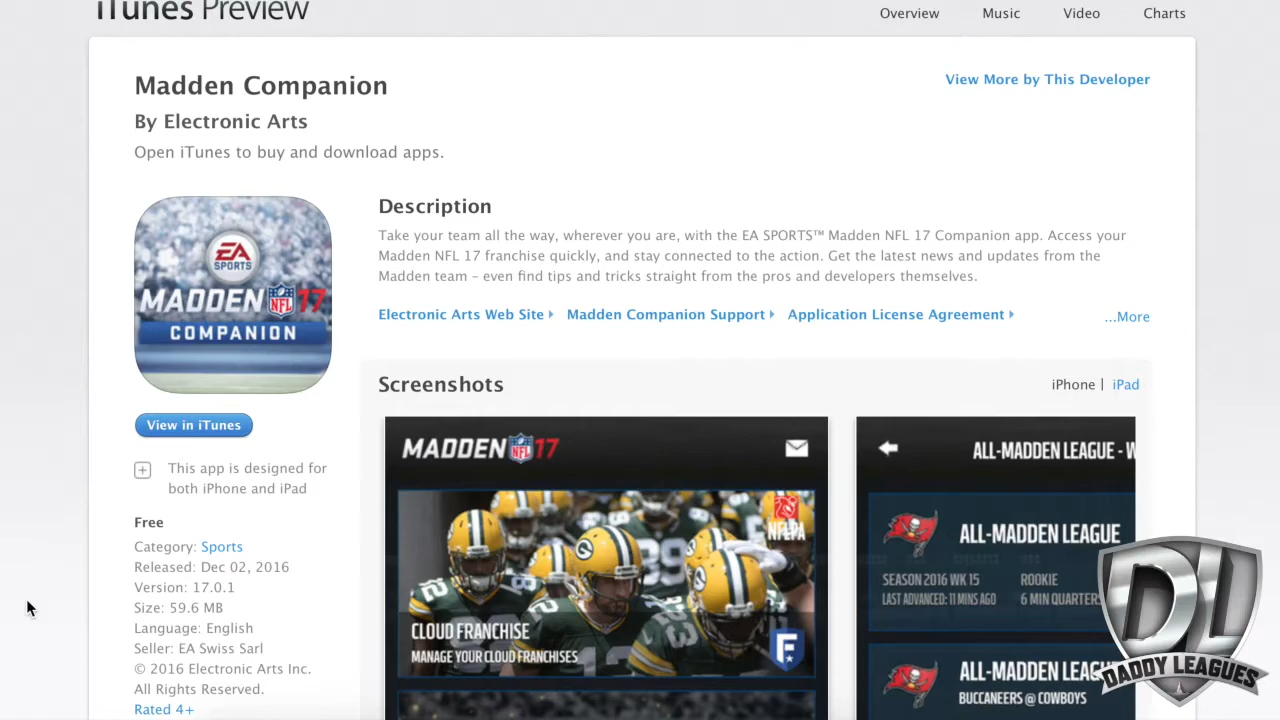 iTunes Preview
Overview
Music
Video
Charts
Madden Companion
View More by This Developer
By Electronic Arts
Open iTunes to buy and download apps.
EA
SPORTS
MADDEN NFL 17
COMPANION
Description
Take your team all the way, wherever you are, with the EA SPORTS™ Madden NFL 17 Companion app. Access your
Madden NFL 17 franchise quickly, and stay connected to the action. Get the latest news and updates from the
Madden team – even find tips and tricks straight from the pros and developers themselves.
Electronic Arts Web Site
Madden Companion Support
Application License Agreement
...More
View in iTunes
This app is designed for
both iPhone and iPad
Free
Category: Sports
Released: Dec 02, 2016
Version: 17.0.1
Size: 59.6 MB
Language: English
Seller: EA Swiss Sarl
© 2016 Electronic Arts Inc.
All Rights Reserved.
Rated 4+
Screenshots
iPhone | iPad
MADDEN NFL 17
NFLPA
12
89
23
CLOUD FRANCHISE
MANAGE YOUR CLOUD FRANCHISES
F
ALL-MADDEN LEAGUE - W
ALL-MADDEN LEAGUE
SEASON 2016 WK 15
ROOKIE
LAST ADVANCED: 11 MINS AGO
6 MIN QUARTERS
ALL-MADDEN LEAG
BUCCANEERS @ COWBOYS
DL
DADDY LEAGUES